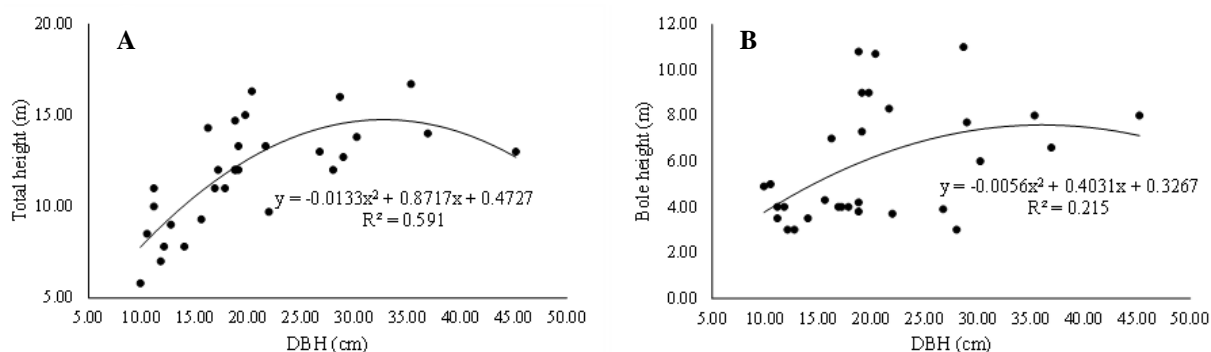 A
Total height (m)
20.00
15.00
10.00
5.00
y = -0.0133x² + 0.8717x + 0.4727
R² = 0.591
5.00 10.00 15.00 20.00 25.00 30.00 35.00 40.00 45.00 50.00
DBH (cm)
B
Bole height (m)
12.00
10.00
8.00
6.00
4.00
2.00
0.00
y = -0.0056x² + 0.4031x + 0.3267
R² = 0.215
5.00 10.00 15.00 20.00 25.00 30.00 35.00 40.00 45.00 50.00
DBH (cm)